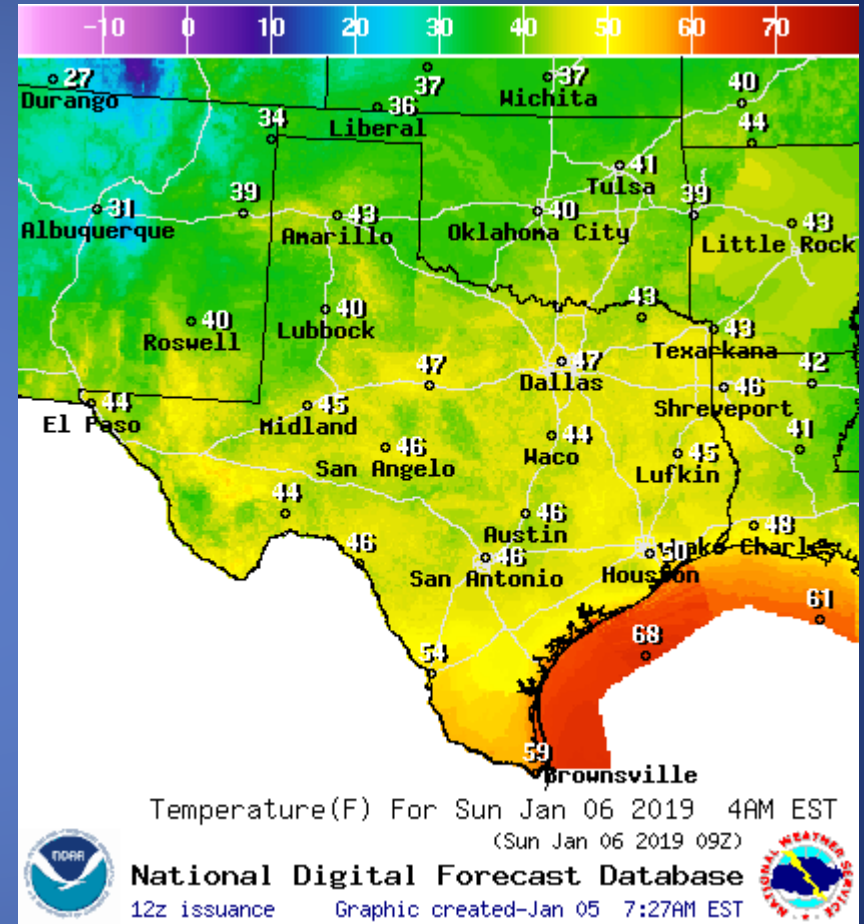 -10 0 10 20 30 40 50 60 70
27
Durango
37
37
Wichita
36
Liberal
40
44
34
41
Tulsa
31
Albuquerque
39
43
Amarillo
40
Oklahoma City
39
43
Little Rock
40
Roswell
40
Lubbock
43
43
Texarkana
47
47
Dallas
42
46
Shreveport
44
El Paso
45
Midland
46
San Angelo
44
Waco
45
Lufkin
41
44
46
Austin
48
Lake Charles
46
46
San Antonio
50
Houston
61
68
54
59
Brownsville
Temperature(F) For Sun Jan 06 2019 4AM EST
(Sun Jan 06 2019 09Z)
National Digital Forecast Database
12z issuance Graphic created-Jan 05 7:27AM EST
NOAA
NATIONAL WEATHER SERVICE